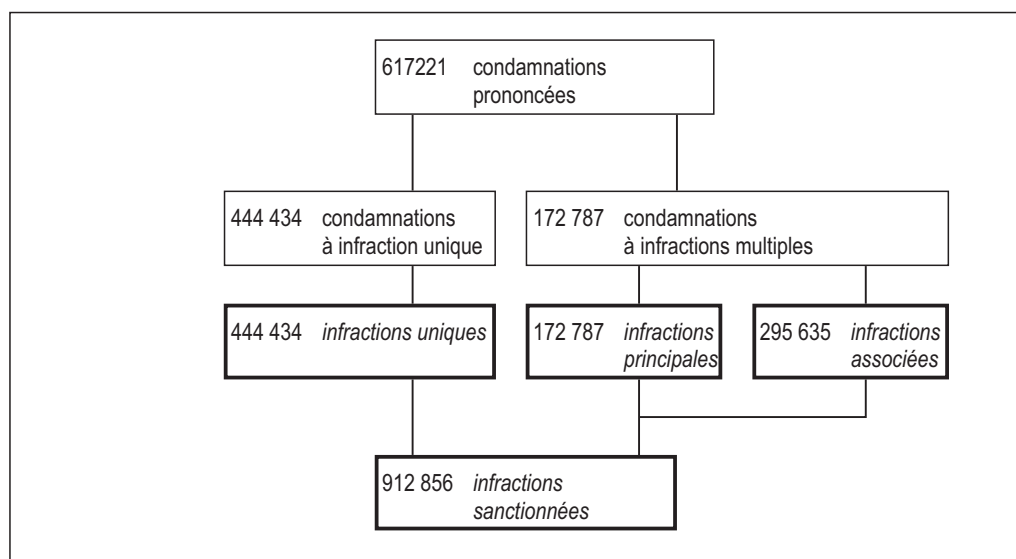 617221 condamnations
prononcées
444 434 condamnations
à infraction unique
172 787 condamnations
à infractions multiples
444 434 infractions uniques
172 787 infractions
principales
295 635 infractions
associées
912 856 infractions
sanctionnées